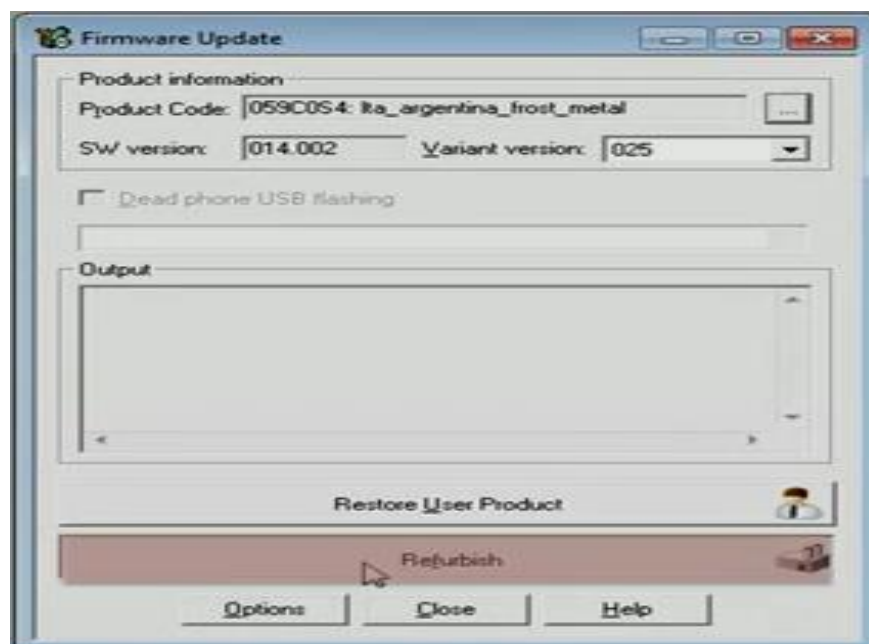 Firmware Update
Product information
Product Code: 059C0S4: lta_argentina_frost_metal ...
SW version: 014.002 Variant version: 025
Dead phone USB flashing
Output
Restore User Product
Refurbish
Options Close Help